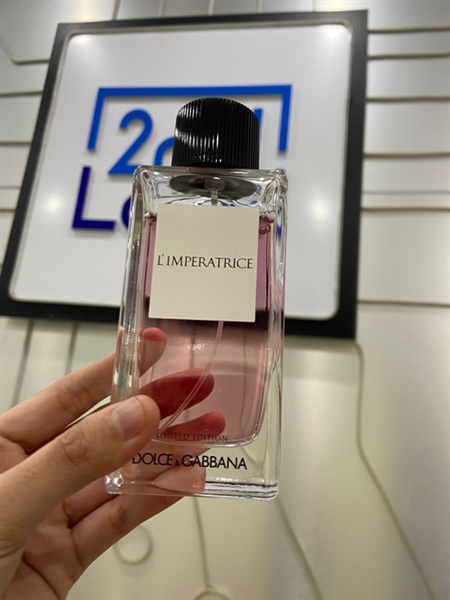 L'IMPERATRICE
LIMITED EDITION
DOLCE & GABBANA